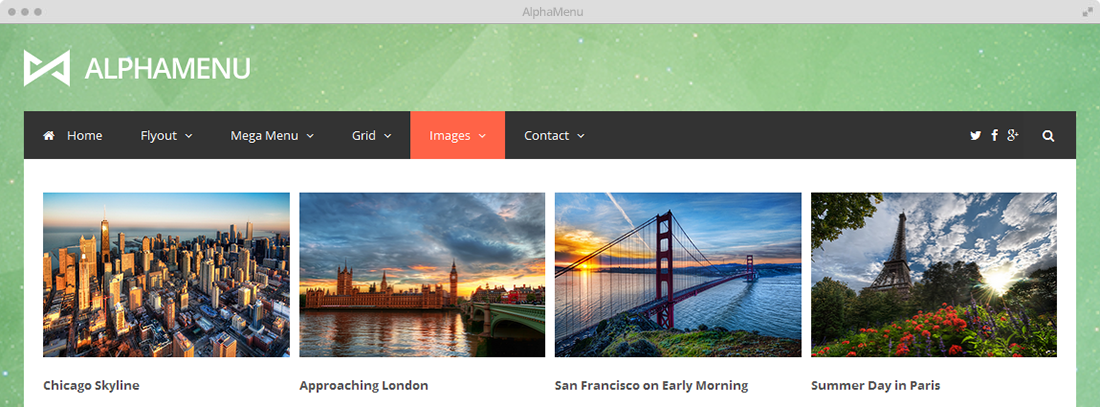 AlphaMenu
ALPHAMENU
Home Flyout Mega Menu Grid Images Contact
Chicago Skyline
Approaching London
San Francisco on Early Morning
Summer Day in Paris